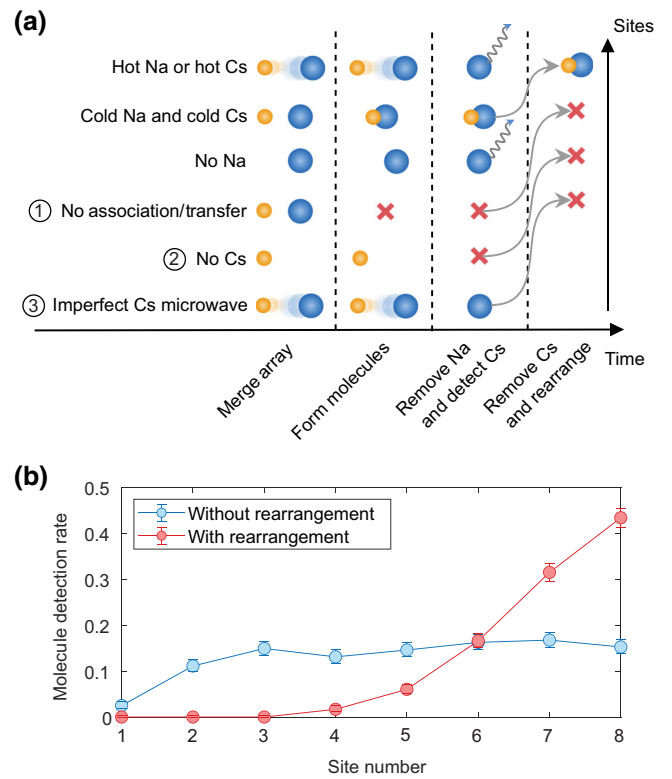 (a)
Sites
Hot Na or hot Cs
Cold Na and cold Cs
No Na
1 No association/transfer
2 No Cs
3 Imperfect Cs microwave
Time
Merge array
Form molecules
Remove Na
and detect Cs
Remove Cs
and rearrange
(b)
0.5
0.4
0.3
0.2
0.1
0
Molecule detection rate
Without rearrangement
With rearrangement
1 2 3 4 5 6 7 8
Site number